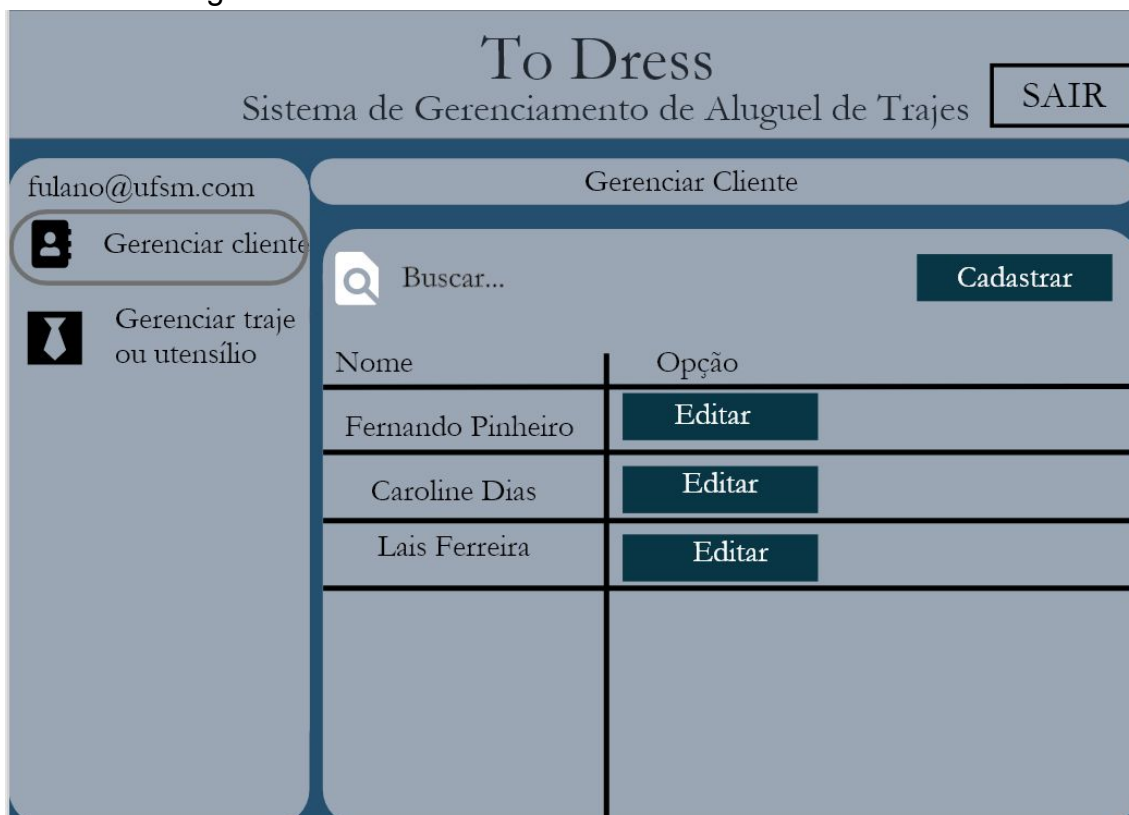 To Dress
Sistema de Gerenciamento de Aluguel de Trajes
SAIR
fulano@ufsm.com
Gerenciar cliente
Gerenciar traje
ou utensílio
Gerenciar Cliente
Buscar...
Cadastrar
Nome
Opção
Fernando Pinheiro
Editar
Caroline Dias
Editar
Lais Ferreira
Editar